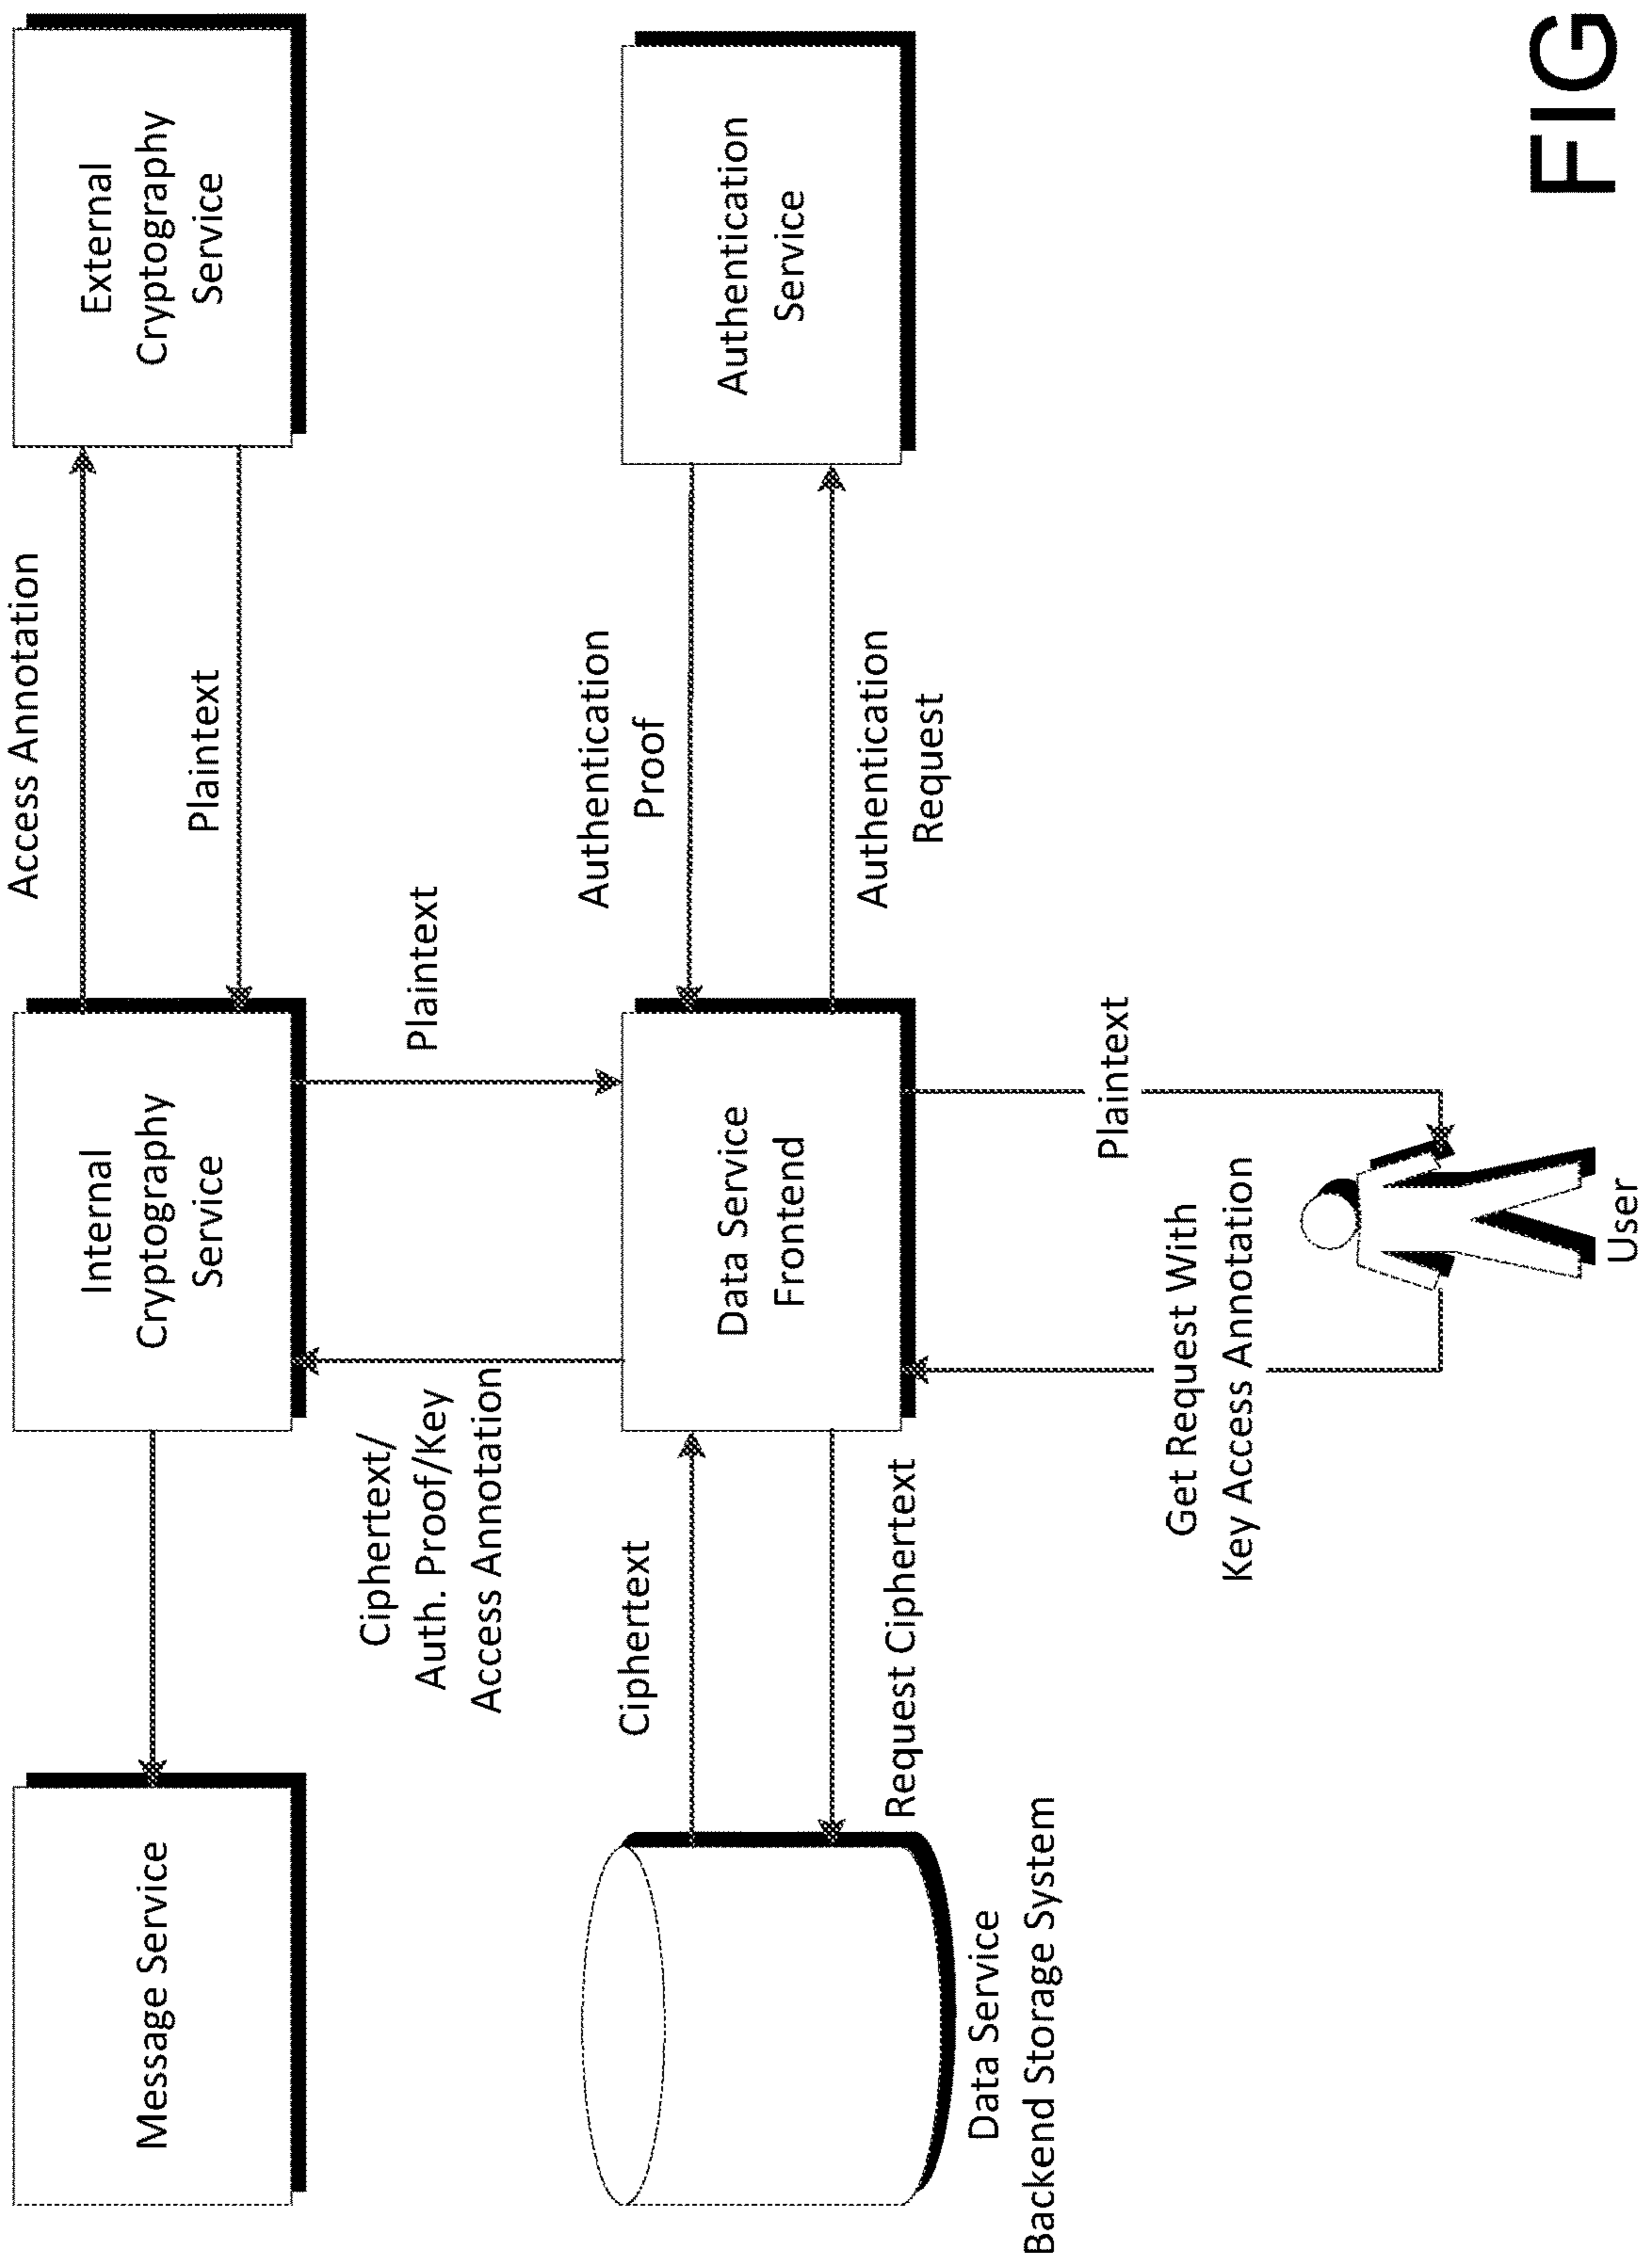 Message Service
Internal
Cryptography
Service
Access Annotation
Plaintext
External
Cryptography
Service
Ciphertext/
Auth. Proof/Key
Access Annotation
Plaintext
Ciphertext
Request Ciphertext
Data Service
Backend Storage System
Data Service
Frontend
Authentication
Proof
Authentication
Request
Authentication
Service
Get Request With
Key Access Annotation
Plaintext
User
FIG